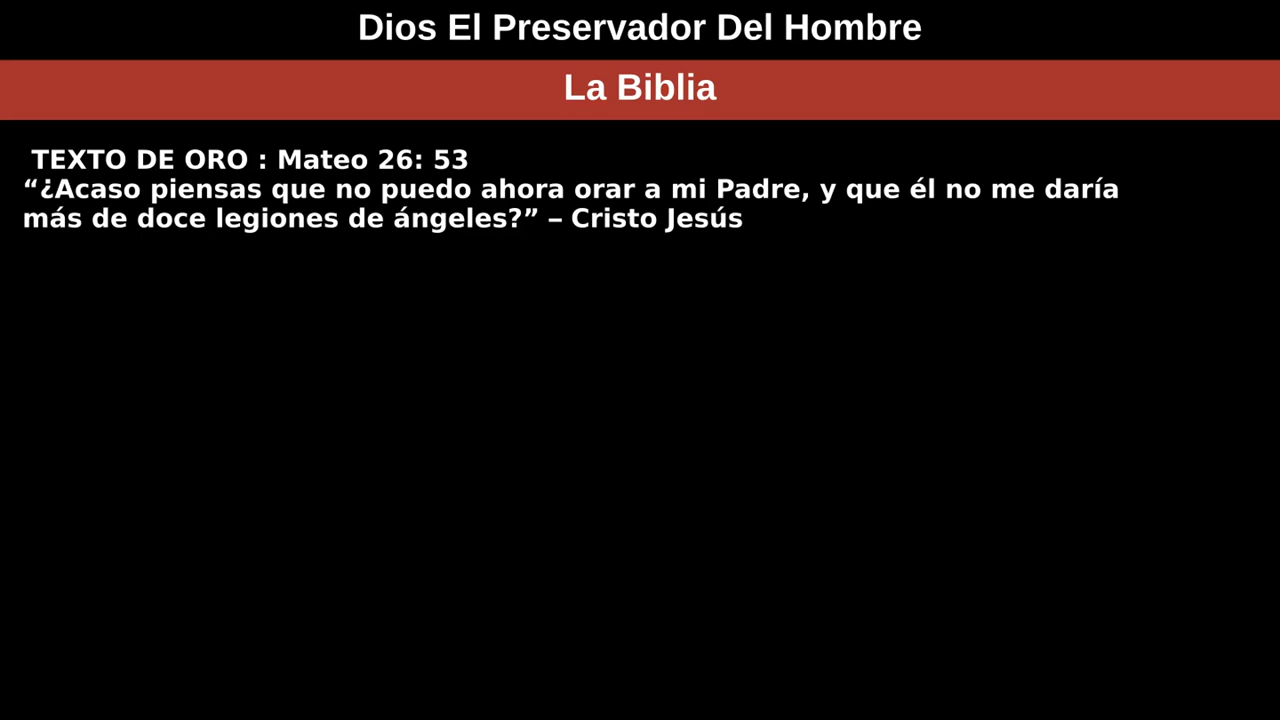 Dios El Preservador Del Hombre
La Biblia
TEXTO DE ORO : Mateo 26: 53
“¿Acaso piensas que no puedo ahora orar a mi Padre, y que él no me daría
más de doce legiones de ángeles?” – Cristo Jesús